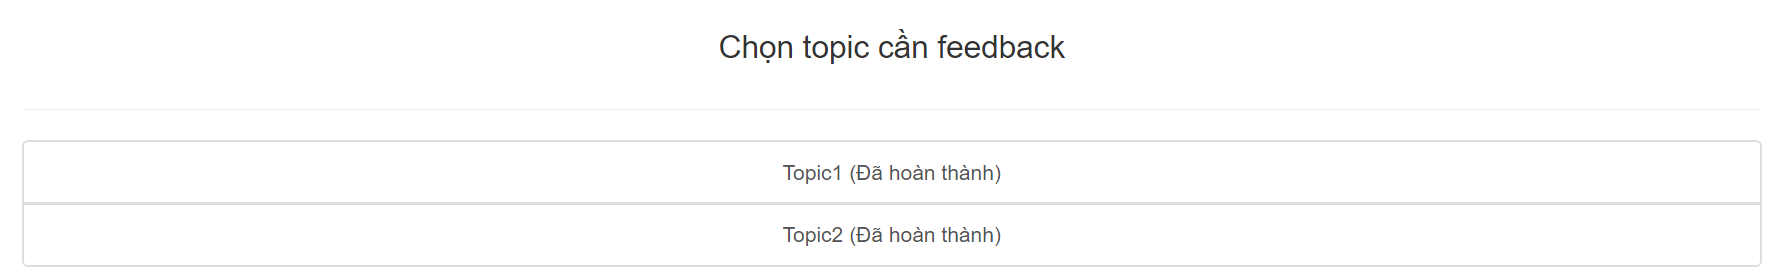 Chọn topic cần feedback
Topic1 (Đã hoàn thành)
Topic2 (Đã hoàn thành)